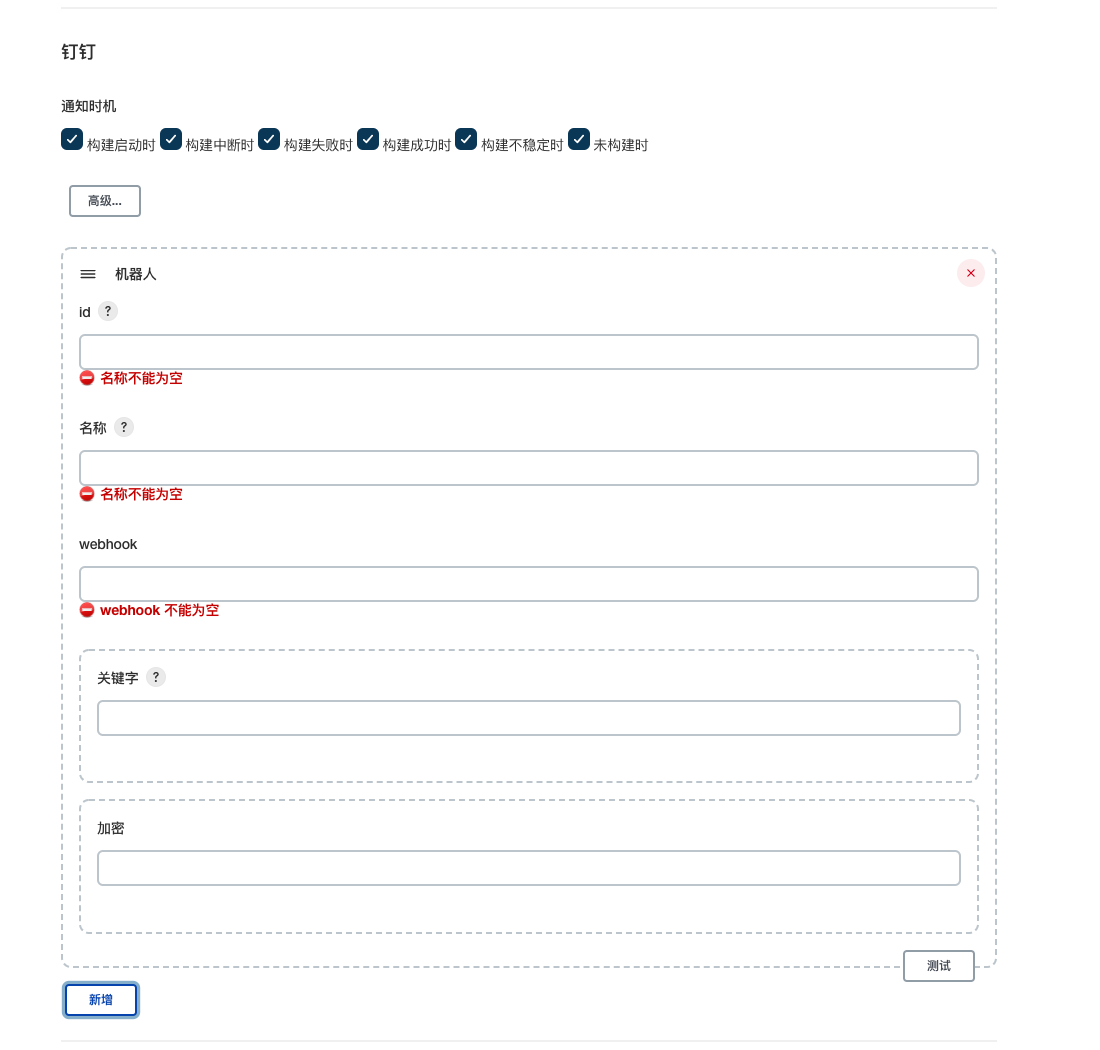 钉钉
通知时机
构建启动时 构建中断时 构建失败时 构建成功时 构建不稳定时 未构建时
高级...
机器人
id ?
名称不能为空
名称 ?
名称不能为空
webhook
webhook 不能为空
关键字 ?
加密
测试
新增